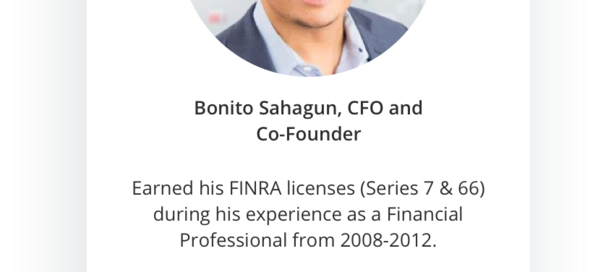 Bonito Sahagun, CFO and
Co-Founder
Earned his FINRA licenses (Series 7 & 66)
during his experience as a Financial
Professional from 2008-2012.